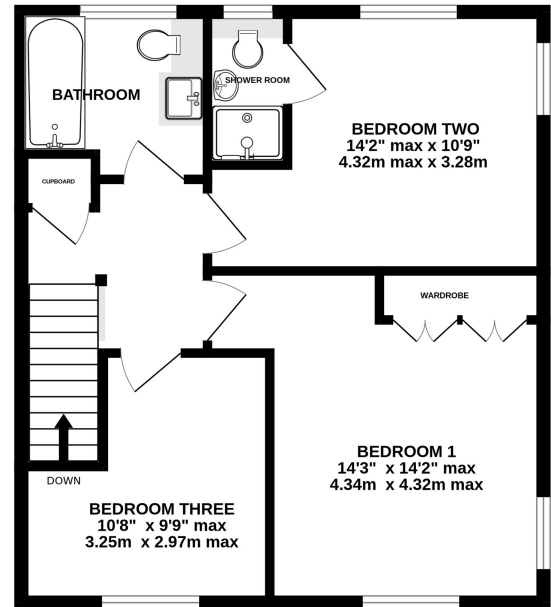 BATHROOM
SHOWER ROOM
BEDROOM TWO
14'2" max x 10'9"
4.32m max x 3.28m
CUPBOARD
WARDROBE
BEDROOM 1
14'3" x 14'2" max
4.34m x 4.32m max
DOWN
BEDROOM THREE
10'8" x 9'9" max
3.25m x 2.97m max